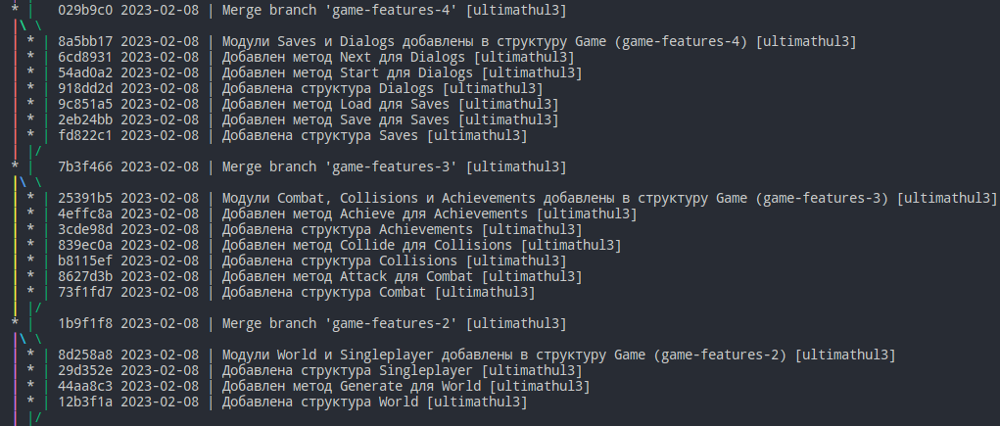 * |   029b9c0 2023-02-08 | Merge branch 'game-features-4' [ultimathul3]
|\ \
| * | 8a5bb17 2023-02-08 | Модули Saves и Dialogs добавлены в структуру Game (game-features-4) [ultimathul3]
| * | 6cd8931 2023-02-08 | Добавлен метод Next для Dialogs [ultimathul3]
| * | 54ad0a2 2023-02-08 | Добавлен метод Start для Dialogs [ultimathul3]
| * | 918dd2d 2023-02-08 | Добавлена структура Dialogs [ultimathul3]
| * | 9c851a5 2023-02-08 | Добавлен метод Load для Saves [ultimathul3]
| * | 2eb24bb 2023-02-08 | Добавлен метод Save для Saves [ultimathul3]
| * | fd822c1 2023-02-08 | Добавлена структура Saves [ultimathul3]
| |/
* |   7b3f466 2023-02-08 | Merge branch 'game-features-3' [ultimathul3]
|\ \
| * | 25391b5 2023-02-08 | Модули Combat, Collisions и Achievements добавлены в структуру Game (game-features-3) [ultimathul3]
| * | 4effc8a 2023-02-08 | Добавлен метод Achieve для Achievements [ultimathul3]
| * | 3cde98d 2023-02-08 | Добавлена структура Achievements [ultimathul3]
| * | 839ec0a 2023-02-08 | Добавлен метод Collide для Collisions [ultimathul3]
| * | b8115ef 2023-02-08 | Добавлена структура Collisions [ultimathul3]
| * | 8627d3b 2023-02-08 | Добавлен метод Attack для Combat [ultimathul3]
| * | 73f1fd7 2023-02-08 | Добавлена структура Combat [ultimathul3]
| |/
* |   1b9f1f8 2023-02-08 | Merge branch 'game-features-2' [ultimathul3]
|\ \
| * | 8d258a8 2023-02-08 | Модули World и Singleplayer добавлены в структуру Game (game-features-2) [ultimathul3]
| * | 29d352e 2023-02-08 | Добавлена структура Singleplayer [ultimathul3]
| * | 44aa8c3 2023-02-08 | Добавлен метод Generate для World [ultimathul3]
| * | 12b3f1a 2023-02-08 | Добавлена структура World [ultimathul3]
| |/